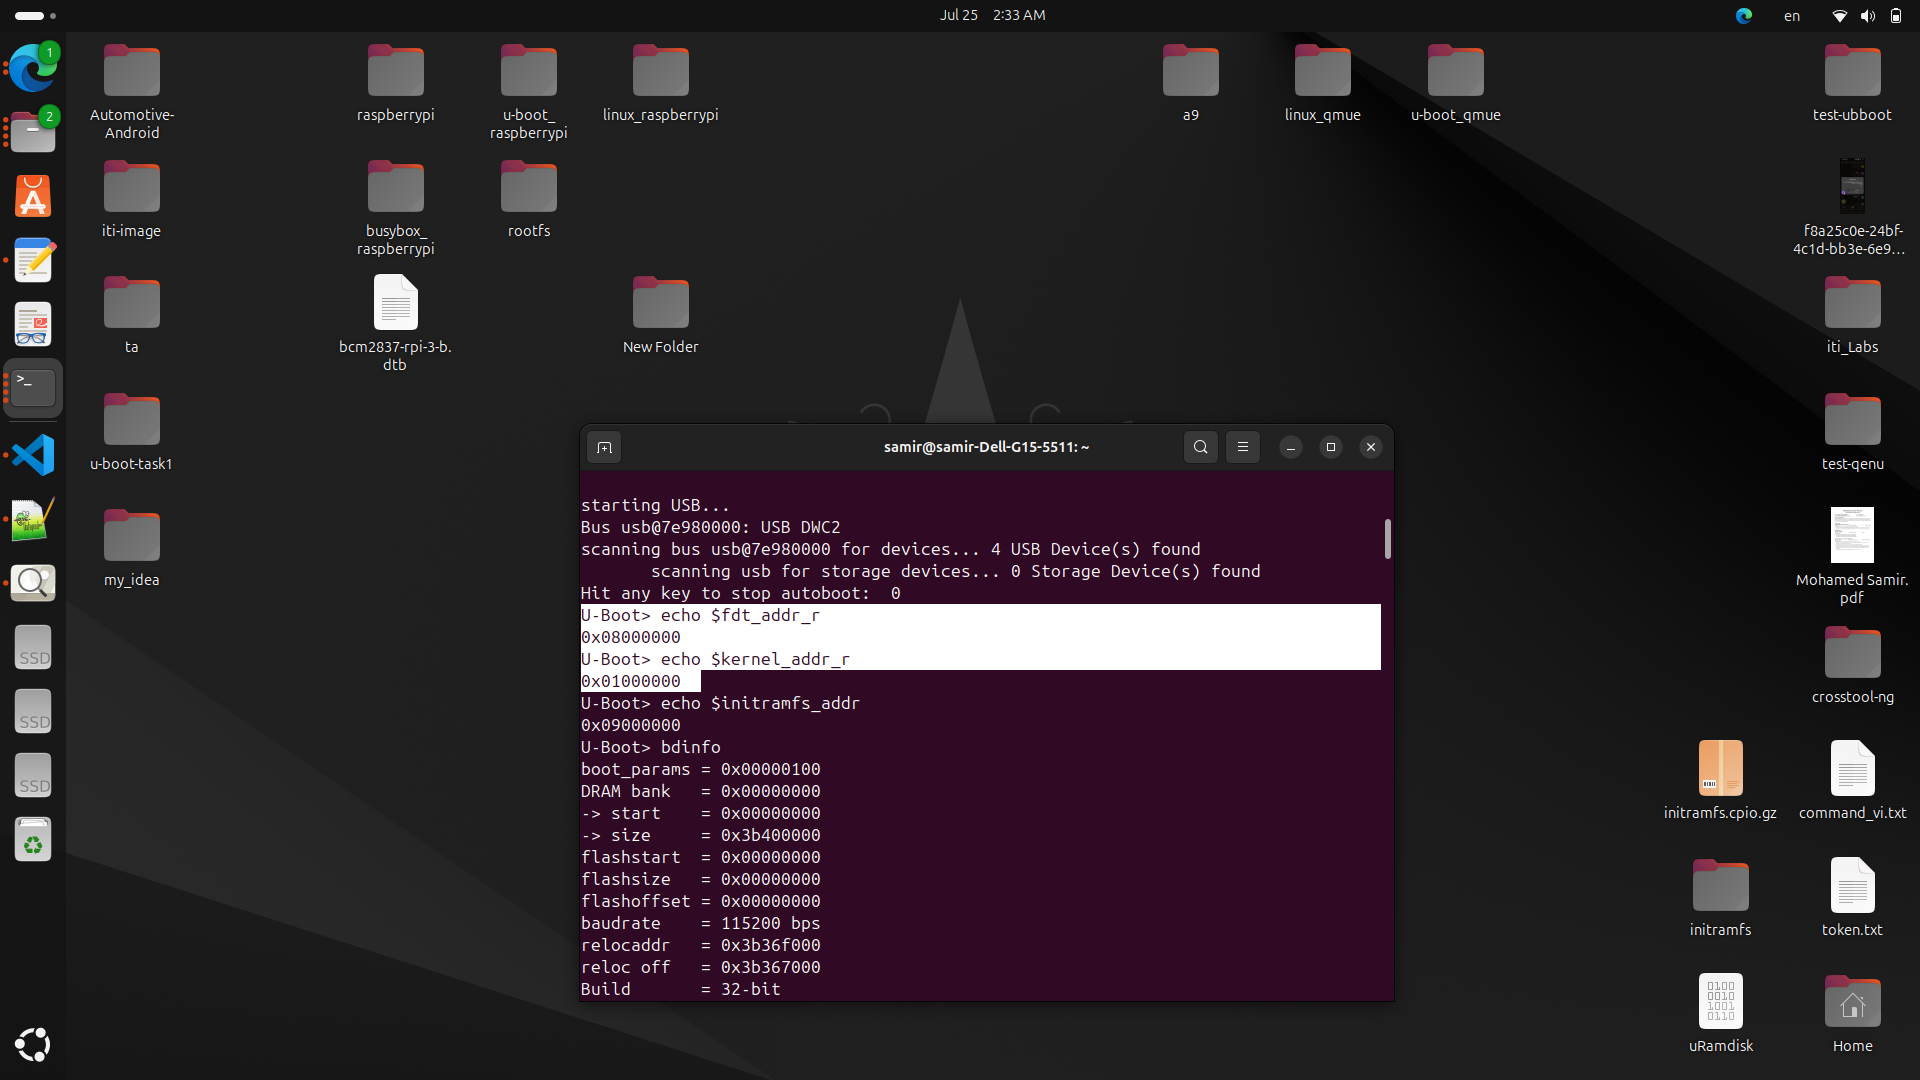 Jul 25 2:33 AM
en
1
2
Automotive-
Android
raspberrypi
u-boot_
raspberrypi
linux_raspberrypi
a9
linux_qmue
u-boot_qmue
test-ubboot
iti-image
busybox_
raspberrypi
rootfs
f8a25c0e-24bf-
4c1d-bb3e-6e9…
ta
bcm2837-rpi-3-b.
dtb
New Folder
iti_Labs
u-boot-task1
test-qenu
my_idea
Mohamed Samir.
pdf
crosstool-ng
initramfs.cpio.gz
command_vi.txt
initramfs
token.txt
uRamdisk
Home
SSD
SSD
SSD
samir@samir-Dell-G15-5511: ~
starting USB...
Bus usb@7e980000: USB DWC2
scanning bus usb@7e980000 for devices... 4 USB Device(s) found
scanning usb for storage devices... 0 Storage Device(s) found
Hit any key to stop autoboot:  0
U-Boot> echo $fdt_addr_r
0x08000000
U-Boot> echo $kernel_addr_r
0x01000000
U-Boot> echo $initramfs_addr
0x09000000
U-Boot> bdinfo
boot_params = 0x00000100
DRAM bank   = 0x00000000
-> start    = 0x00000000
-> size     = 0x3b400000
flashstart  = 0x00000000
flashsize   = 0x00000000
flashoffset = 0x00000000
baudrate    = 115200 bps
relocaddr   = 0x3b36f000
reloc off   = 0x3b367000
Build       = 32-bit